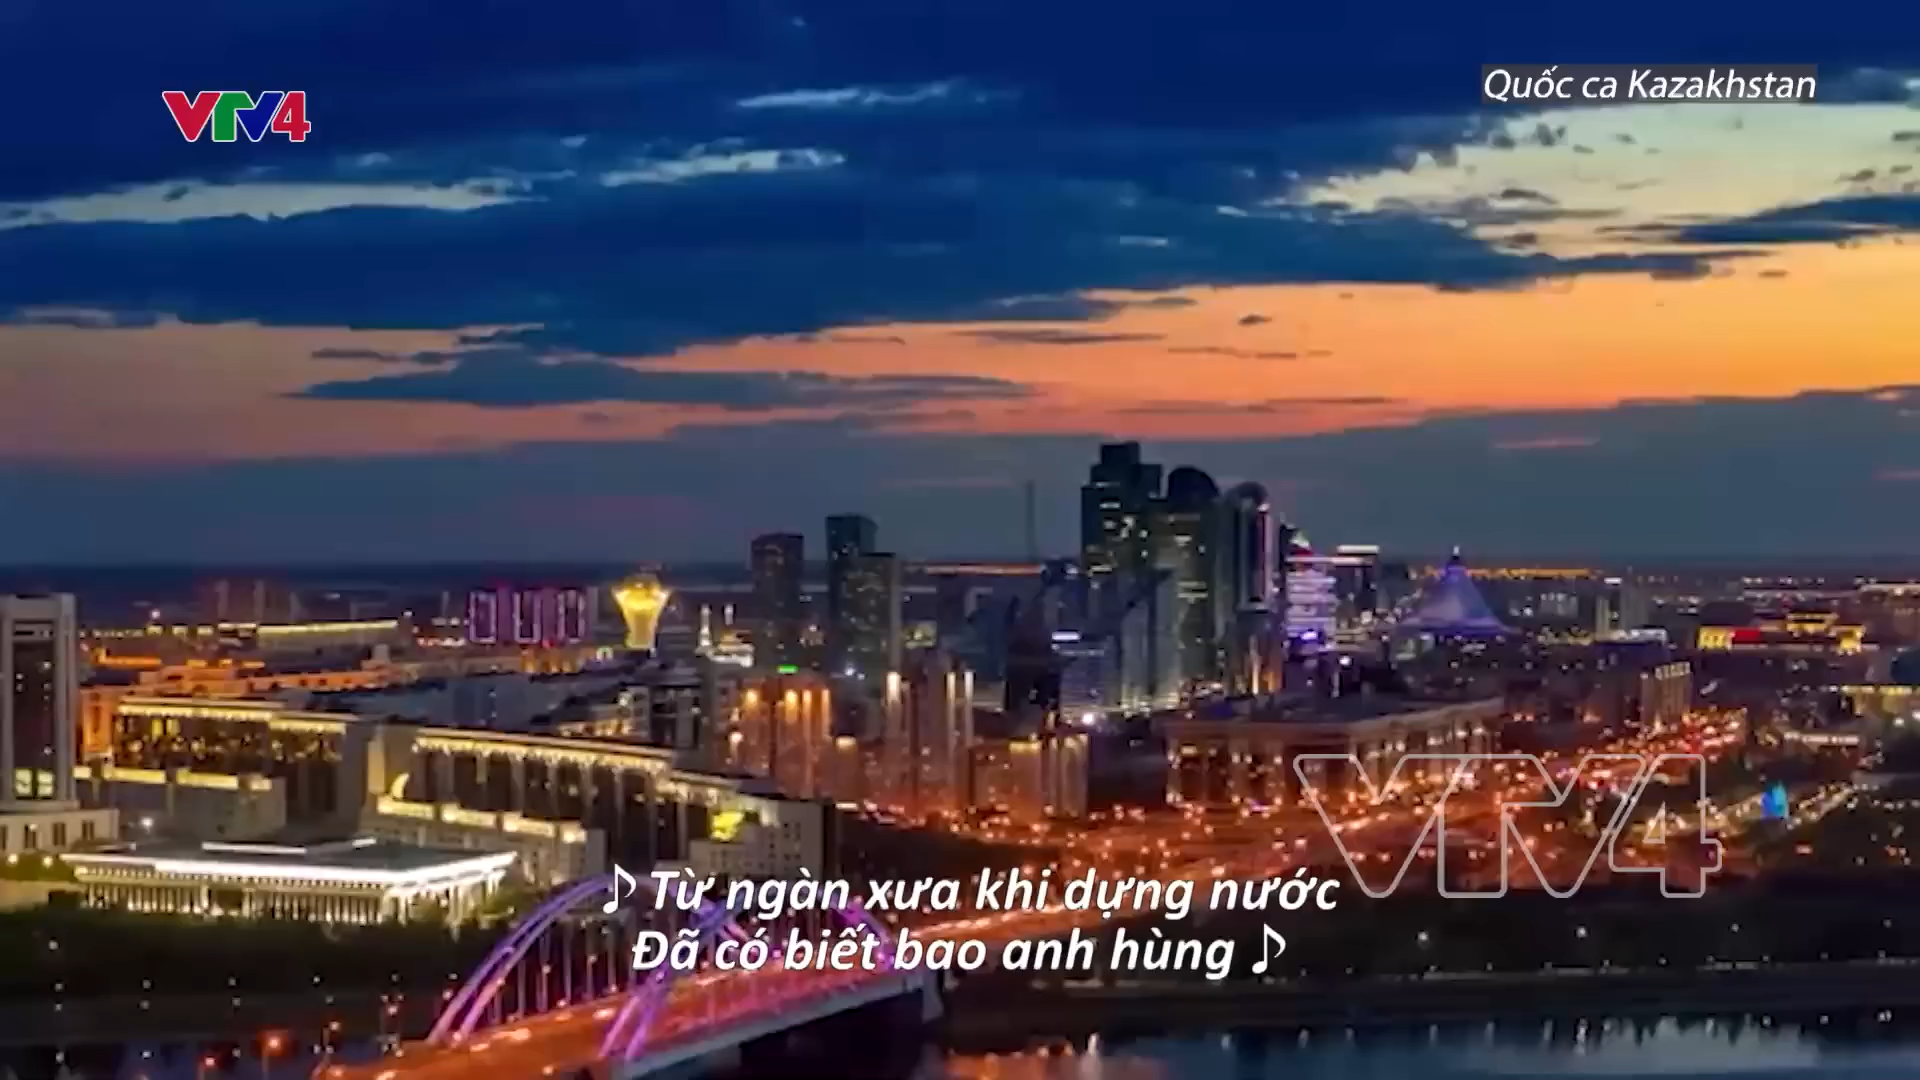 VTV4
Quốc ca Kazakhstan
VTV4
♪ Từ ngàn xưa khi dựng nước
Đã có biết bao anh hùng ♪